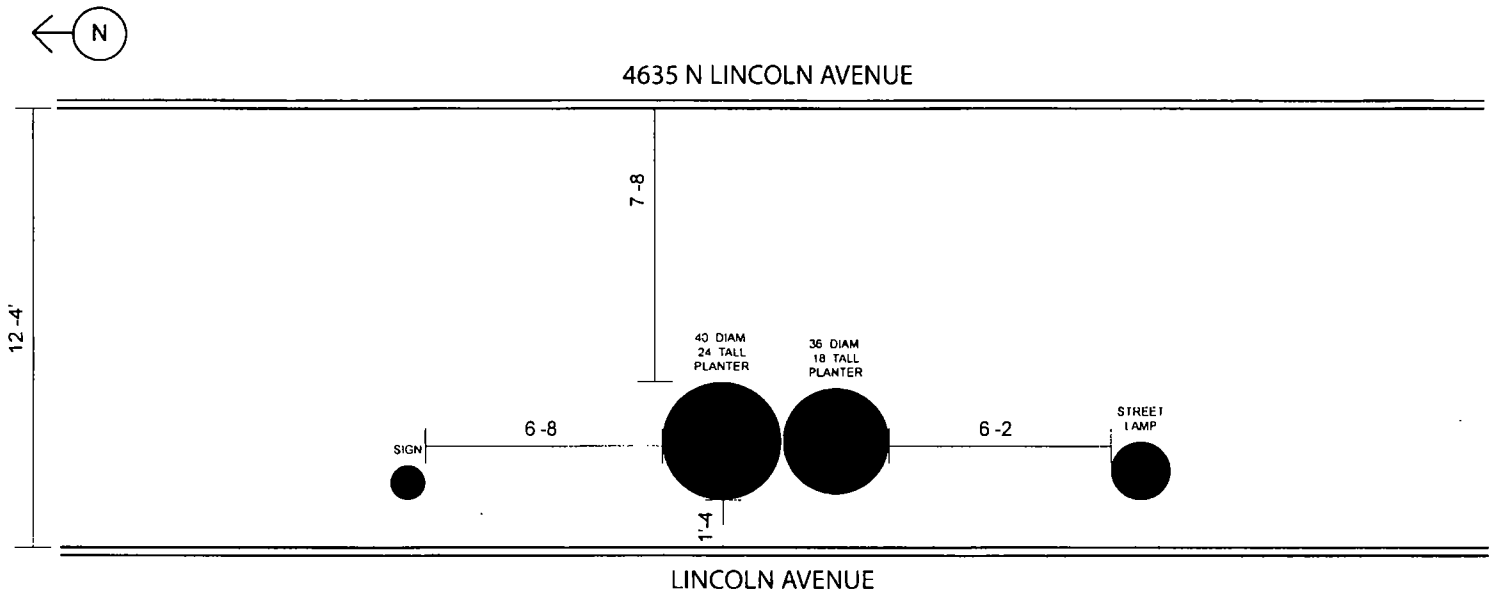 N
4635 N LINCOLN AVENUE
7 -8
12 -4'
40 DIAM
24 TALL
PLANTER
36 DIAM
18 TALL
PLANTER
STREET
LAMP
6 -8
6 -2
SIGN
1'-4
LINCOLN AVENUE